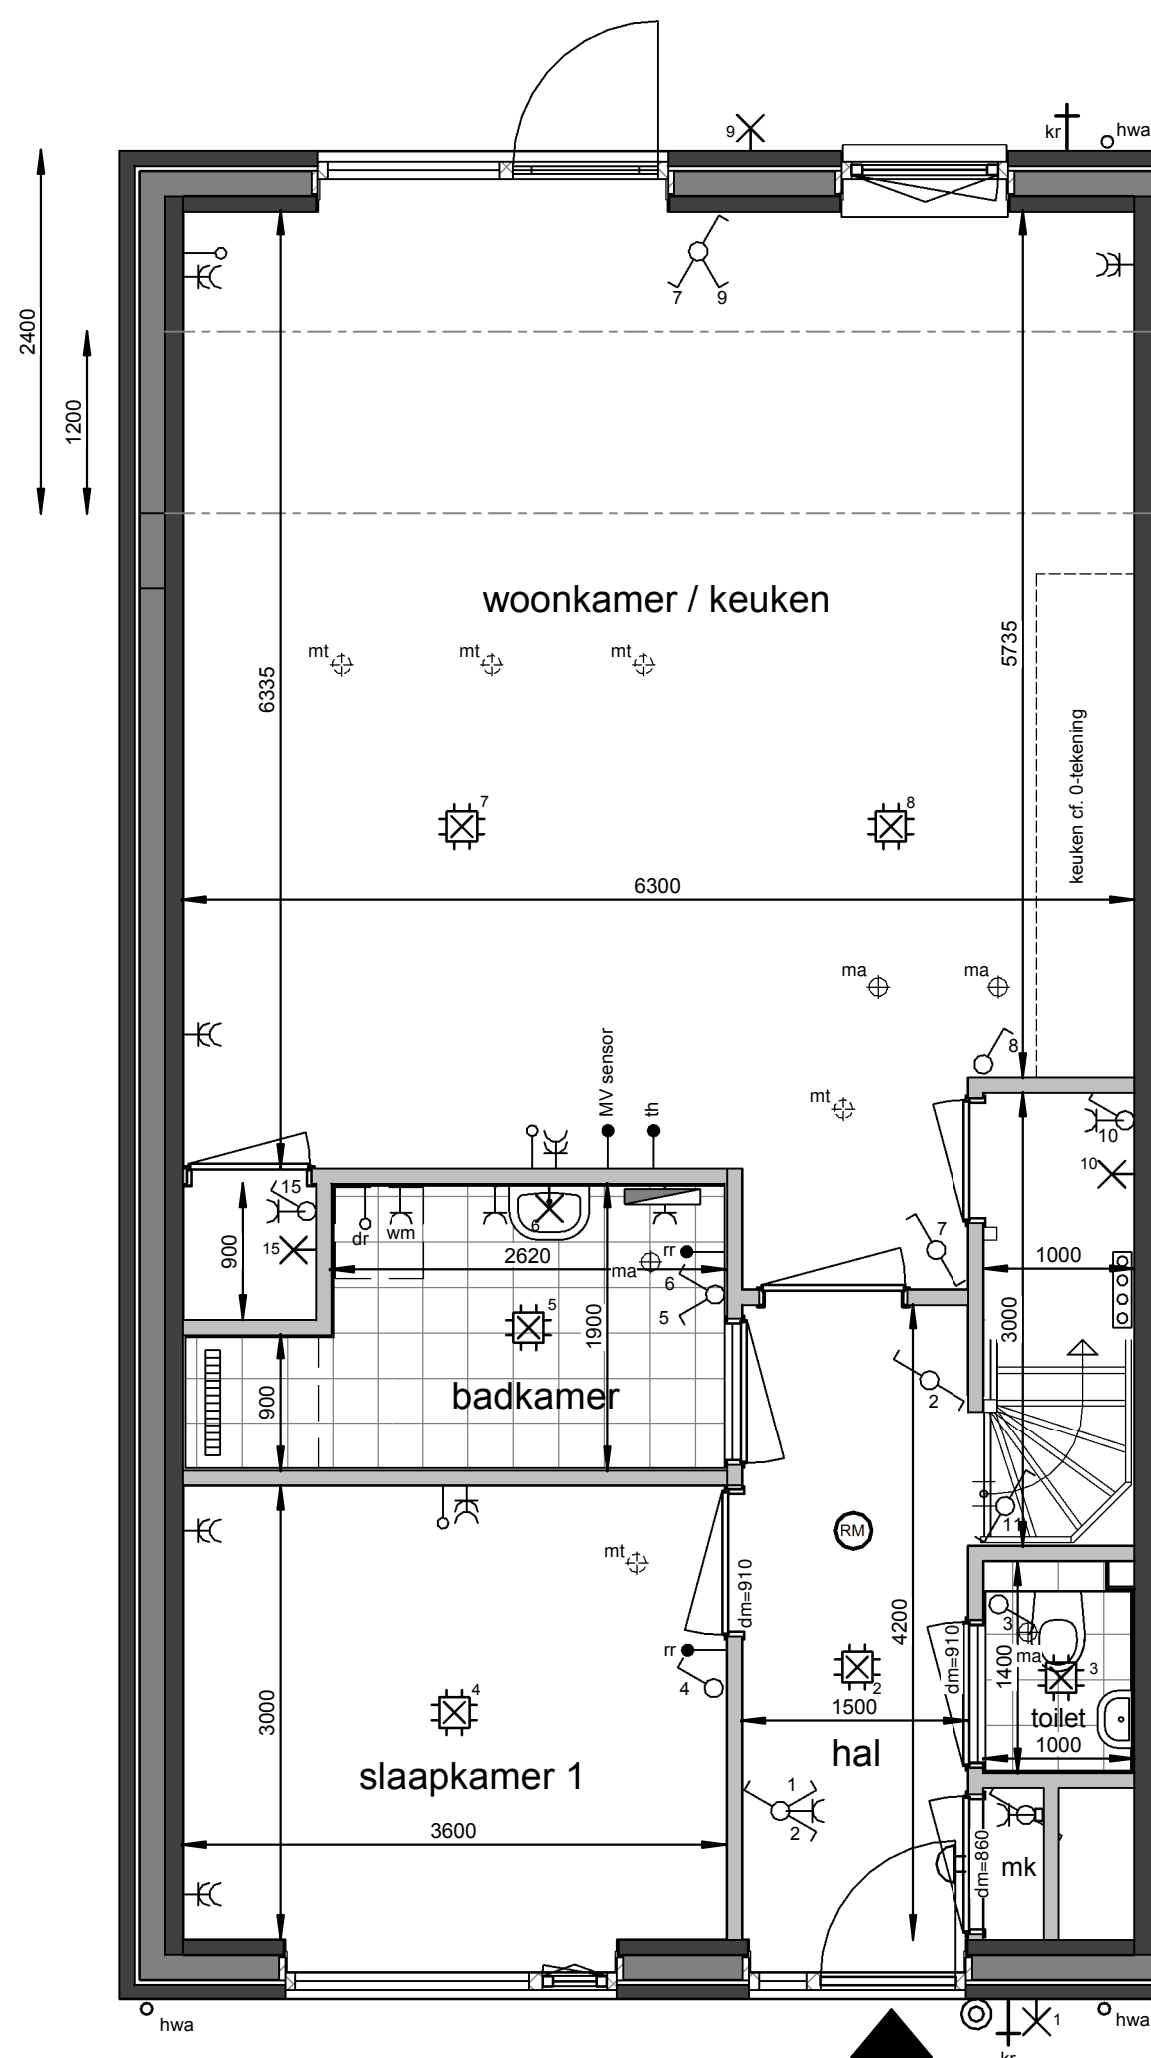 9
kr
hwa
7
9
2400
1200
woonkamer / keuken
mt
mt
mt
6335
5735
keuken cf. 0-tekening
7
8
6300
ma
ma
8
mt
MV sensor
th
10
10
15
15
dr
wm
6
rr
7
900
2620
ma
6
5
1000
5
1900
3000
900
badkamer
2
11
RM
mt
dm=910
4200
3
rr
4
dm=910
1400
ma
3
4
2
3000
1500
toilet
hal
1000
slaapkamer 1
1
2
3600
dm=860
mk
hwa
1
hwa
kr